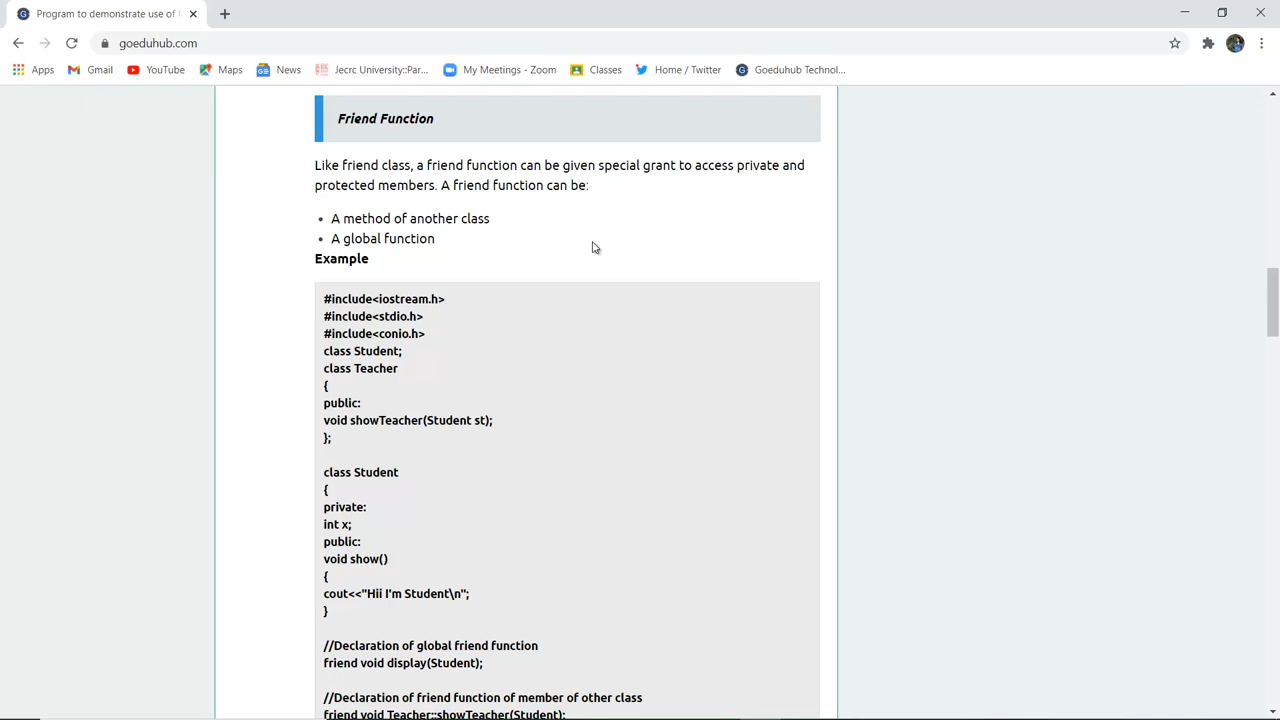 Program to demonstrate use of
goeduhub.com
Apps Gmail YouTube Maps News Jecrc University::Par... My Meetings - Zoom Classes Home / Twitter Goeduhub Technol...
Friend Function
Like friend class, a friend function can be given special grant to access private and
protected members. A friend function can be:
• A method of another class
• A global function
Example
#include<iostream.h>
#include<stdio.h>
#include<conio.h>
class Student;
class Teacher
{
public:
void showTeacher(Student st);
};
class Student
{
private:
int x;
public:
void show()
{
cout<<"Hii I'm Student\n";
}
//Declaration of global friend function
friend void display(Student);
//Declaration of friend function of member of other class
friend void Teacher::showTeacher(Student);